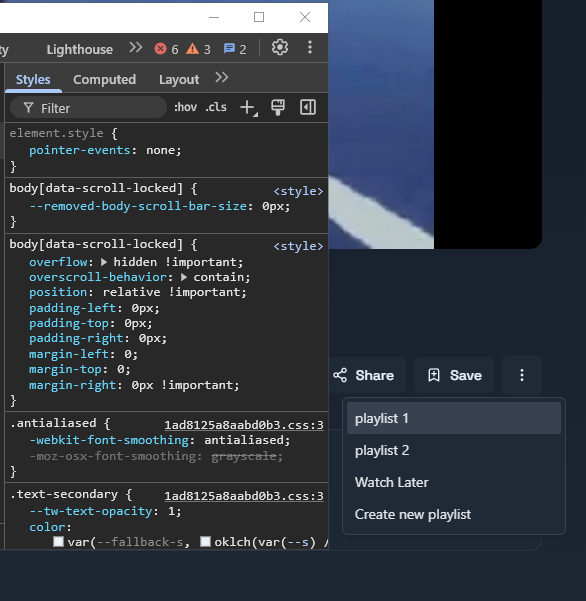 ty Lighthouse 6 3 2
Styles Computed Layout
Filter :hov .cls
element.style {
pointer-events: none;
}
body[data-scroll-locked] { <style>
--removed-body-scroll-bar-size: 0px;
}
body[data-scroll-locked] { <style>
overflow: hidden !important;
overscroll-behavior: contain;
position: relative !important;
padding-left: 0px;
padding-top: 0px;
padding-right: 0px;
margin-left: 0;
margin-top: 0;
margin-right: 0px !important;
}
.antialiased { 1ad8125a8aabd0b3.css:3
-webkit-font-smoothing: antialiased;
-moz-osx-font-smoothing: grayscale;
}
.text-secondary { 1ad8125a8aabd0b3.css:3
--tw-text-opacity: 1;
color:
var(--fallback-s, oklch(var(--s) /
Share Save
playlist 1
playlist 2
Watch Later
Create new playlist